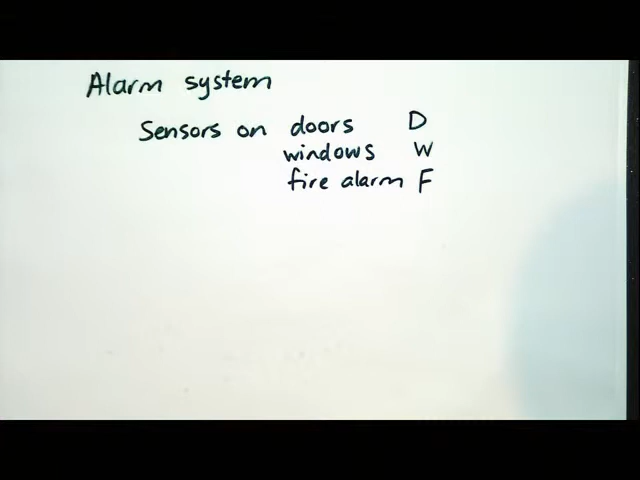 Alarm system
Sensors on doors D
windows W
fire alarm F